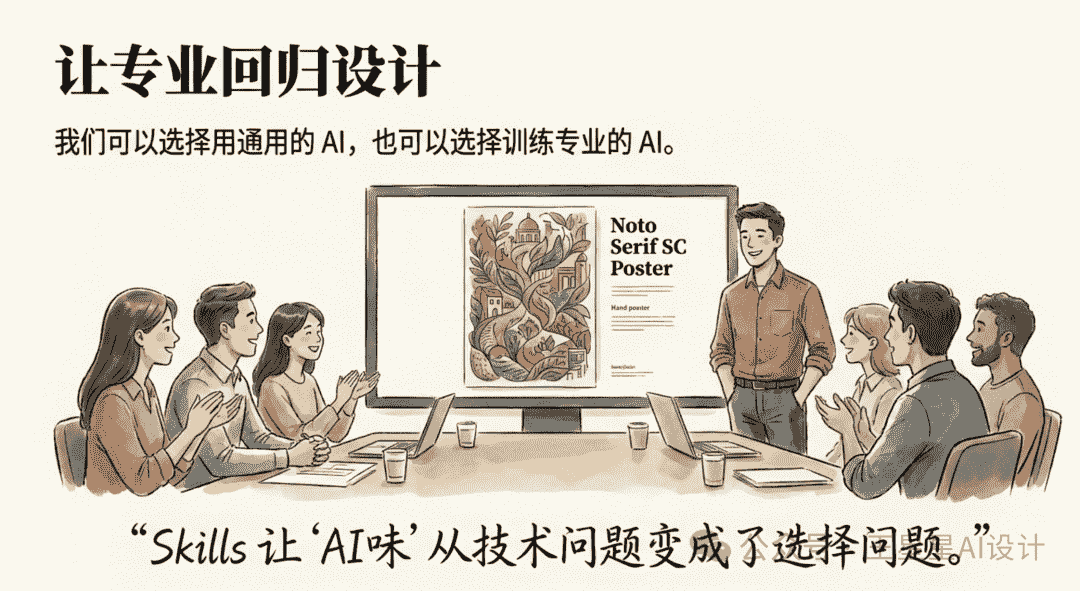 让专业回归设计
我们可以选择用通用的 AI，也可以选择训练专业的 AI。
Noto
Serif SC
Poster
Hand poester
“Skills 让‘AI味’从技术问题变成了选择问题。”
AI设计